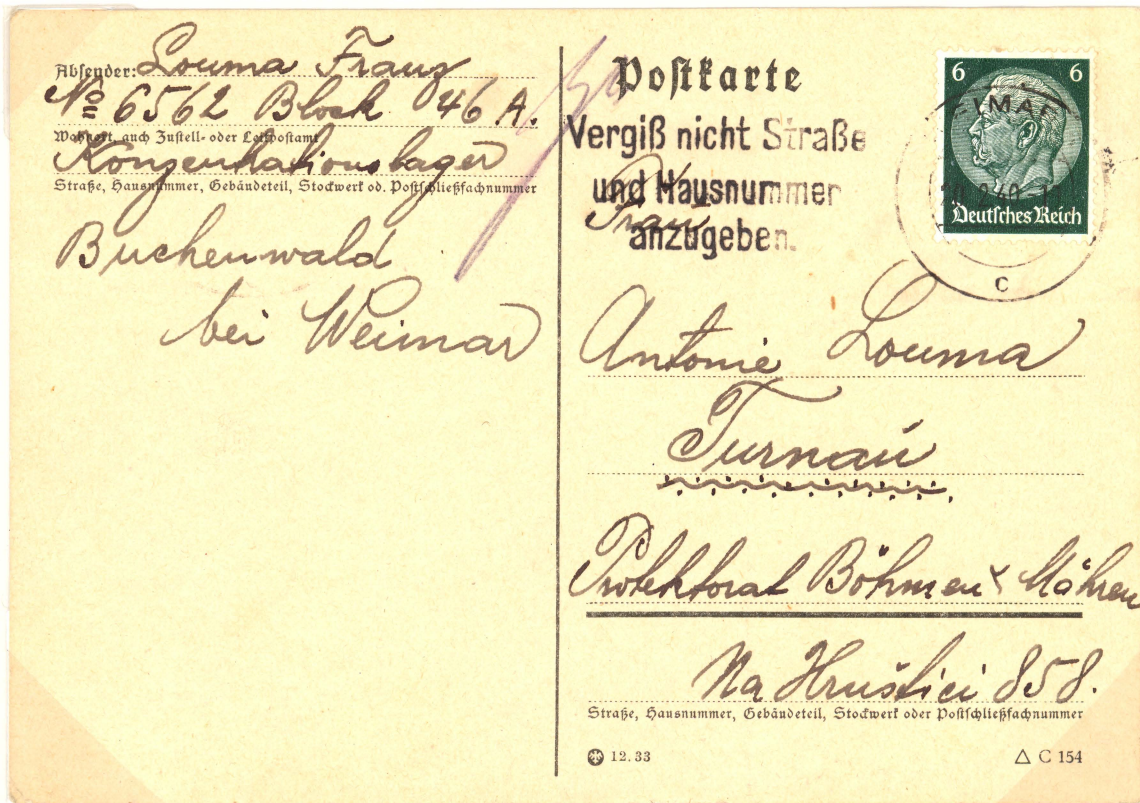 Absender: Louma Franz
No 6562 Block 46 A.
Wohnort, auch Zustell- oder Leitpostamt
Konzentrationslager
Straße, Hausnummer, Gebäudeteil, Stockwerk od. Postschließfachnummer
Buchenwald
bei Weimar
Postkarte
Vergiß nicht Straße
und Hausnummer
anzugeben.
Frau
6 6
Deutsches Reich
c
Antonie Louma
Turnau
Protektorat Böhmen & Mähren
Na Hruštici 858.
Straße, Hausnummer, Gebäudeteil, Stockwerk oder Postschließfachnummer
12.33
C 154